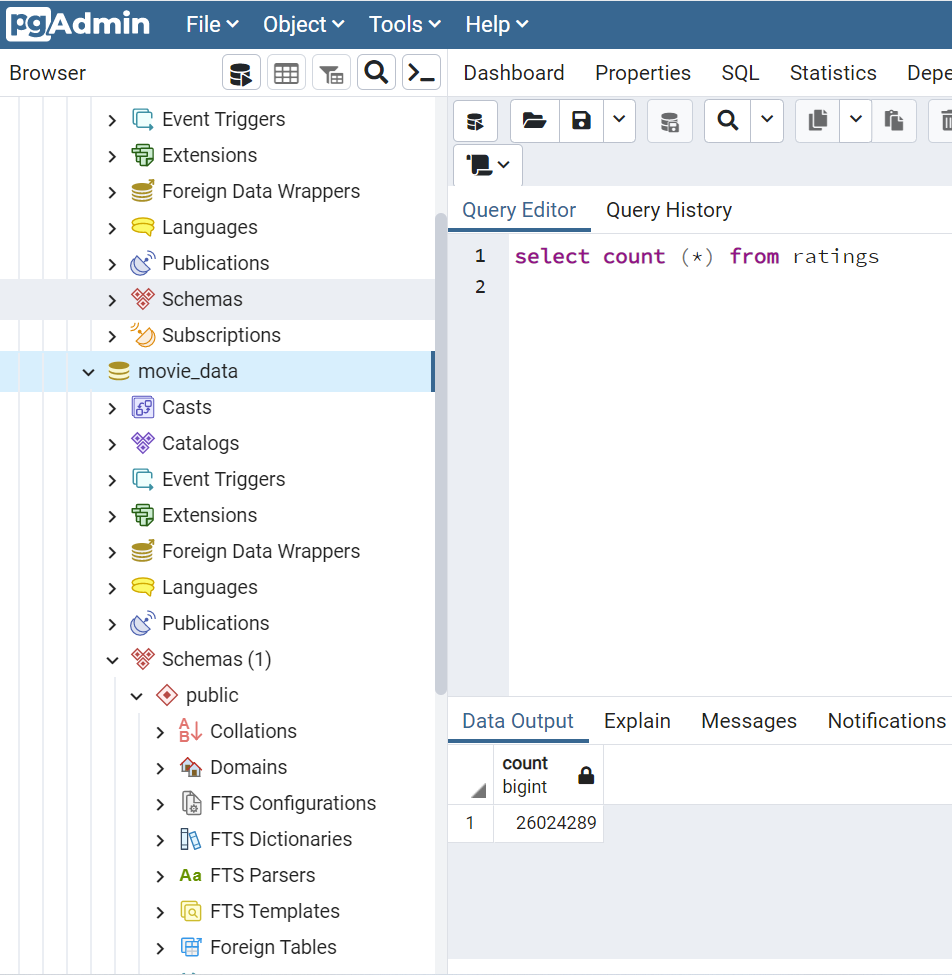 pgAdmin File Object Tools Help
Browser
Dashboard Properties SQL Statistics Depe
Event Triggers
Extensions
Foreign Data Wrappers
Languages
Publications
Schemas
Subscriptions
movie_data
Casts
Catalogs
Event Triggers
Extensions
Foreign Data Wrappers
Languages
Publications
Schemas (1)
public
Collations
Domains
FTS Configurations
FTS Dictionaries
Aa FTS Parsers
FTS Templates
Foreign Tables
Query Editor Query History
1 select count (*) from ratings
2
Data Output Explain Messages Notifications
count
bigint
1 26024289